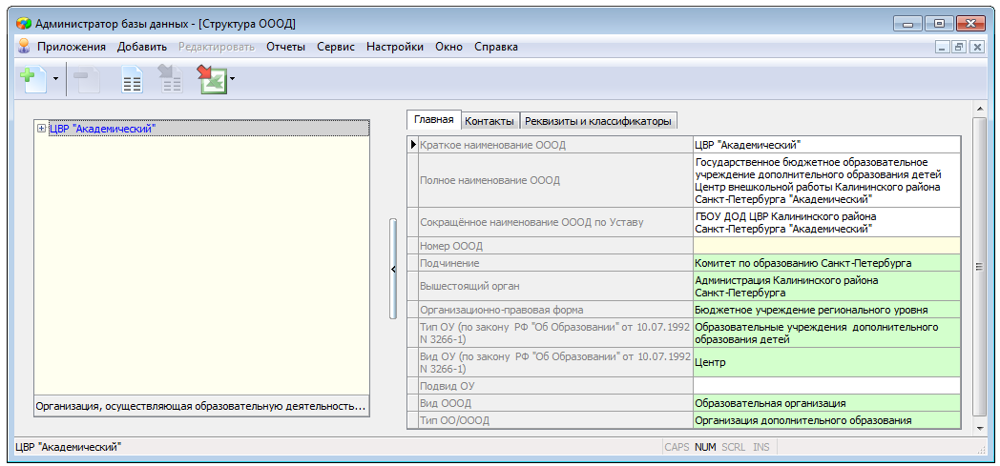 Администратор базы данных - [Структура ОООД]
Приложения Добавить Редактировать Отчеты Сервис Настройки Окно Справка
ЦВР "Академический"
Организация, осуществляющая образовательную деятельность...
Главная Контакты Реквизиты и классификаторы
Краткое наименование ОООД
ЦВР "Академический"
Полное наименование ОООД
Государственное бюджетное образовательное
учреждение дополнительного образования детей
Центр внешкольной работы Калининского района
Санкт-Петербурга "Академический"
Сокращённое наименование ОООД по Уставу
ГБОУ ДОД ЦВР Калининского района
Санкт-Петербурга "Академический"
Номер ОООД
Подчинение
Комитет по образованию Санкт-Петербурга
Вышестоящий орган
Администрация Калининского района
Санкт-Петербурга
Организационно-правовая форма
Бюджетное учреждение регионального уровня
Тип ОУ (по закону РФ "Об Образовании" от 10.07.1992
N 3266-1)
Образовательные учреждения дополнительного
образования детей
Вид ОУ (по закону РФ "Об Образовании" от 10.07.1992
N 3266-1)
Центр
Подвид ОУ
Вид ОООД
Образовательная организация
Тип ОО/ОООД
Организация дополнительного образования
ЦВР "Академический"
CAPS NUM SCRL INS